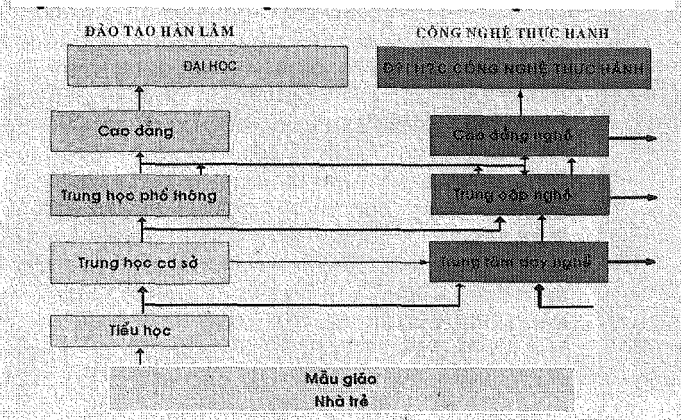 ĐÀO TẠO HÀN LÂM
CÔNG NGHỆ THỰC HÀNH
ĐẠI HỌC
CÔNG NGHỆ THỰC HÀNH
Cao đẳng
Cao đẳng nghề
Trung học phổ thông
Trung cấp nghề
Trung học cơ sở
Trung tâm dạy nghề
Tiểu học
Mẫu giáo
Nhà trẻ